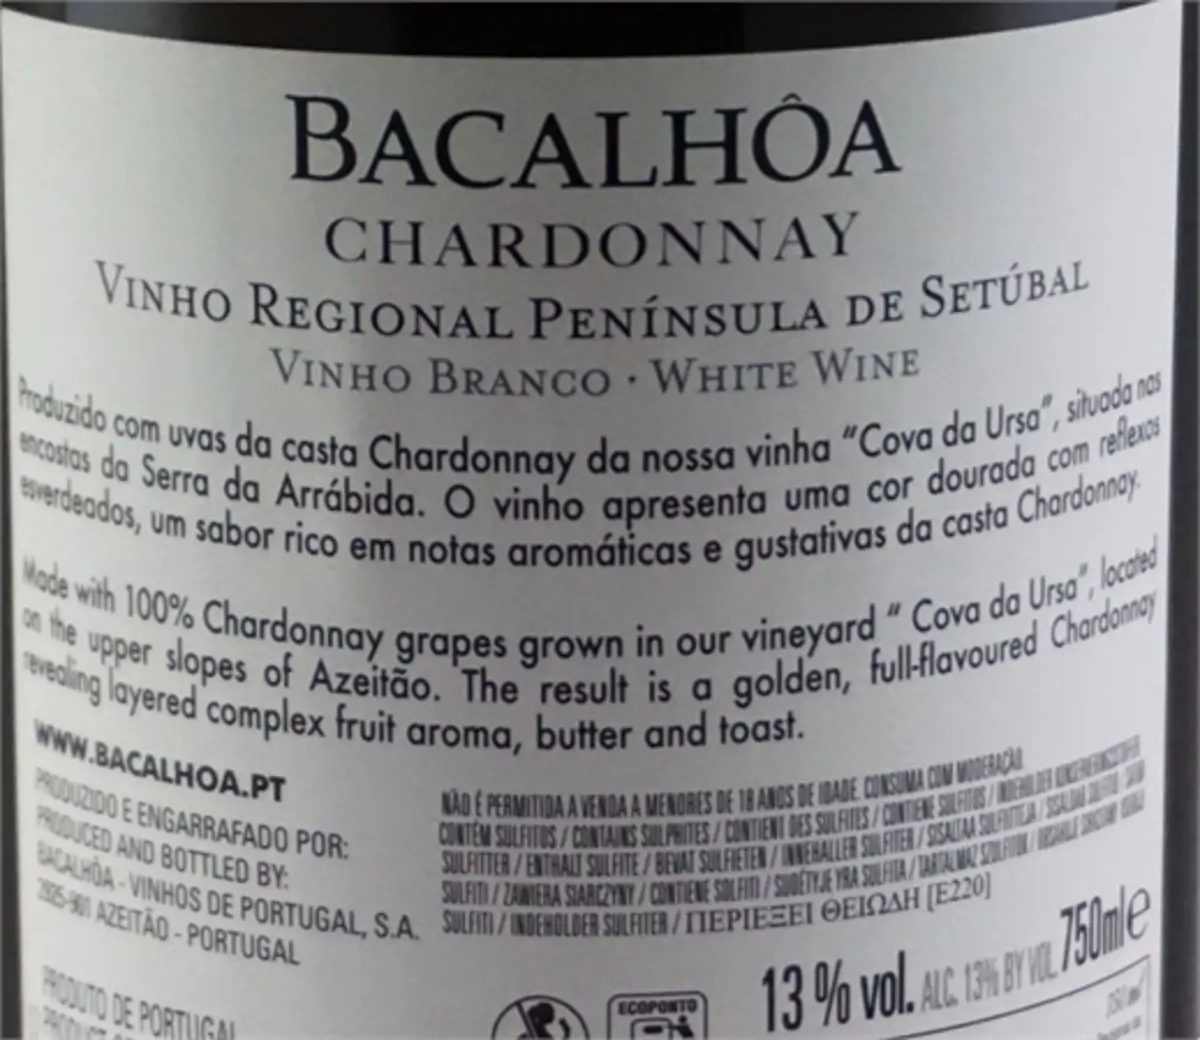 BACALHÔA
CHARDONNAY
VINHO REGIONAL PENÍNSULA DE SETÚBAL
VINHO BRANCO · WHITE WINE
Produzido com uvas da casta Chardonnay da nossa vinha “Cova da Ursa”, situada nas
encostas da Serra da Arrábida. O vinho apresenta uma cor dourada com reflexos
esverdeados, um sabor rico em notas aromáticas e gustativas da casta Chardonnay.
Made with 100% Chardonnay grapes grown in our vineyard “ Cova da Ursa”, located
on the upper slopes of Azeitão. The result is a golden, full-flavoured Chardonnay
revealing layered complex fruit aroma, butter and toast.
WWW.BACALHOA.PT
PRODUZIDO E ENGARRAFADO POR:
PRODUCED AND BOTTLED BY:
BACALHÔA - VINHOS DE PORTUGAL, S.A.
2925-901 AZEITÃO - PORTUGAL
PRODUTO DE PORTUGAL
PRODUCT
NÃO É PERMITIDA A VENDA A MENORES DE 18 ANOS DE IDADE. CONSUMA COM MODERAÇÃO.
CONTÉM SULFITOS / CONTAINS SULPHITES / CONTIENT DES SULFITES / CONTIENE SULFITOS / INDEHOLDER
SULFITTER / ENTHALT SULFITE / BEVAT SULFIETEN / INNEHALLER SULFITER / SISALTAA SULFIITTEJA /
SULFITI / ZAWIERA SIARCZYNY / CONTIENE SOLFITI /
SULFITI / INDEHOLDER SULFITER / ΠΕΡΙΕΞΕΙ ΘΕΙΩΔΗ [E220]
13% vol. ALC. 13% BY VOL. 750ml e
ECOPONTO